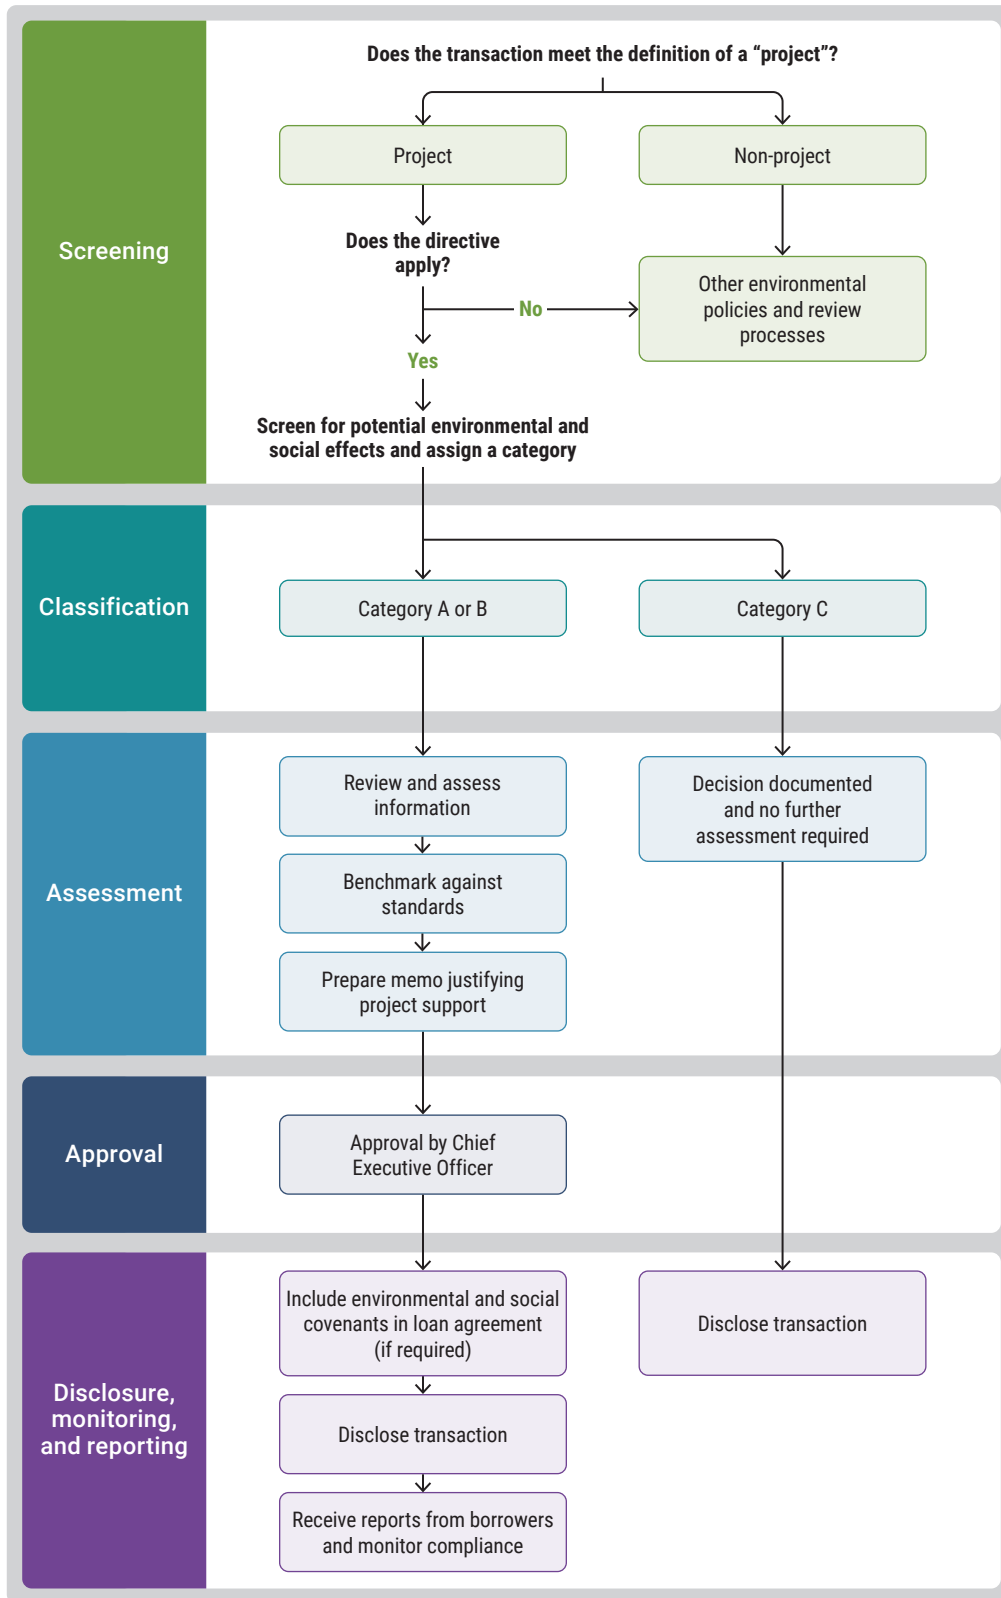 Does the transaction meet the definition of a “project”?
Project
Non-project
Screening
Does the directive
apply?
Other environmental
policies and review
processes
No
Yes
Screen for potential environmental and
social effects and assign a category
Classification
Category A or B
Category C
Assessment
Review and assess
information
Decision documented
and no further
assessment required
Benchmark against
standards
Prepare memo justifying
project support
Approval
Approval by Chief
Executive Officer
Disclosure,
monitoring,
and reporting
Include environmental and social
covenants in loan agreement
(if required)
Disclose transaction
Disclose transaction
Receive reports from borrowers
and monitor compliance